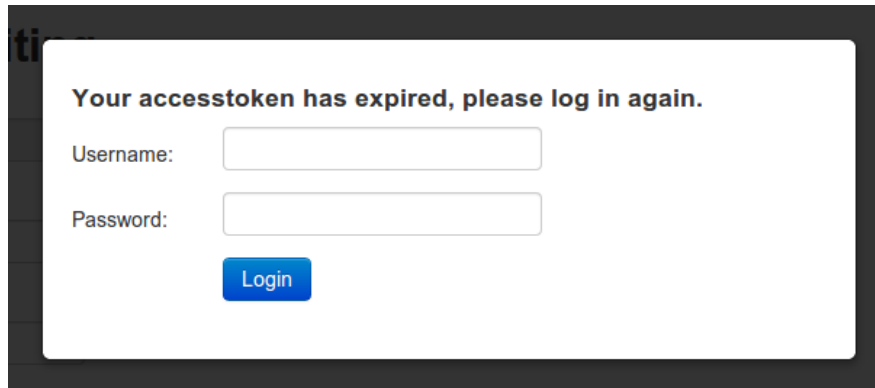 Your accesstoken has expired, please log in again.
Username:
Password:
Login